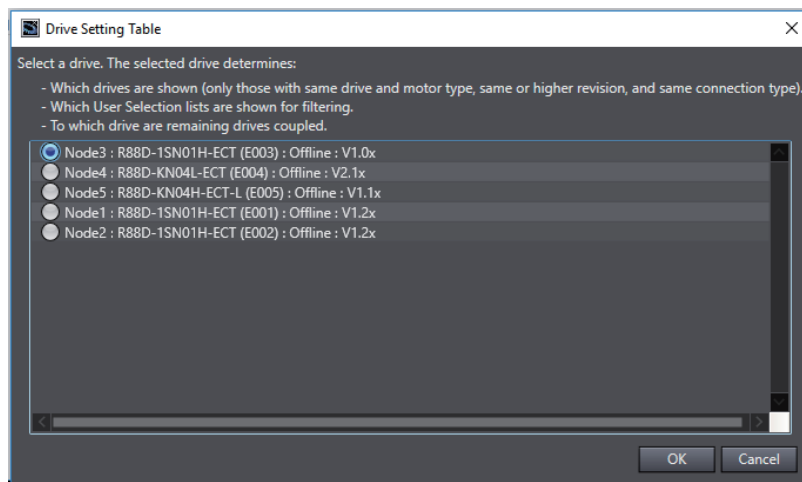 Drive Setting Table
Select a drive. The selected drive determines:
- Which drives are shown (only those with same drive and motor type, same or higher revision, and same connection type).
- Which User Selection lists are shown for filtering.
- To which drive are remaining drives coupled.
Node3 : R88D-1SN01H-ECT (E003) : Offline : V1.0x
Node4 : R88D-KN04L-ECT (E004) : Offline : V2.1x
Node5 : R88D-KN04H-ECT-L (E005) : Offline : V1.1x
Node1 : R88D-1SN01H-ECT (E001) : Offline : V1.2x
Node2 : R88D-1SN01H-ECT (E002) : Offline : V1.2x
OK Cancel